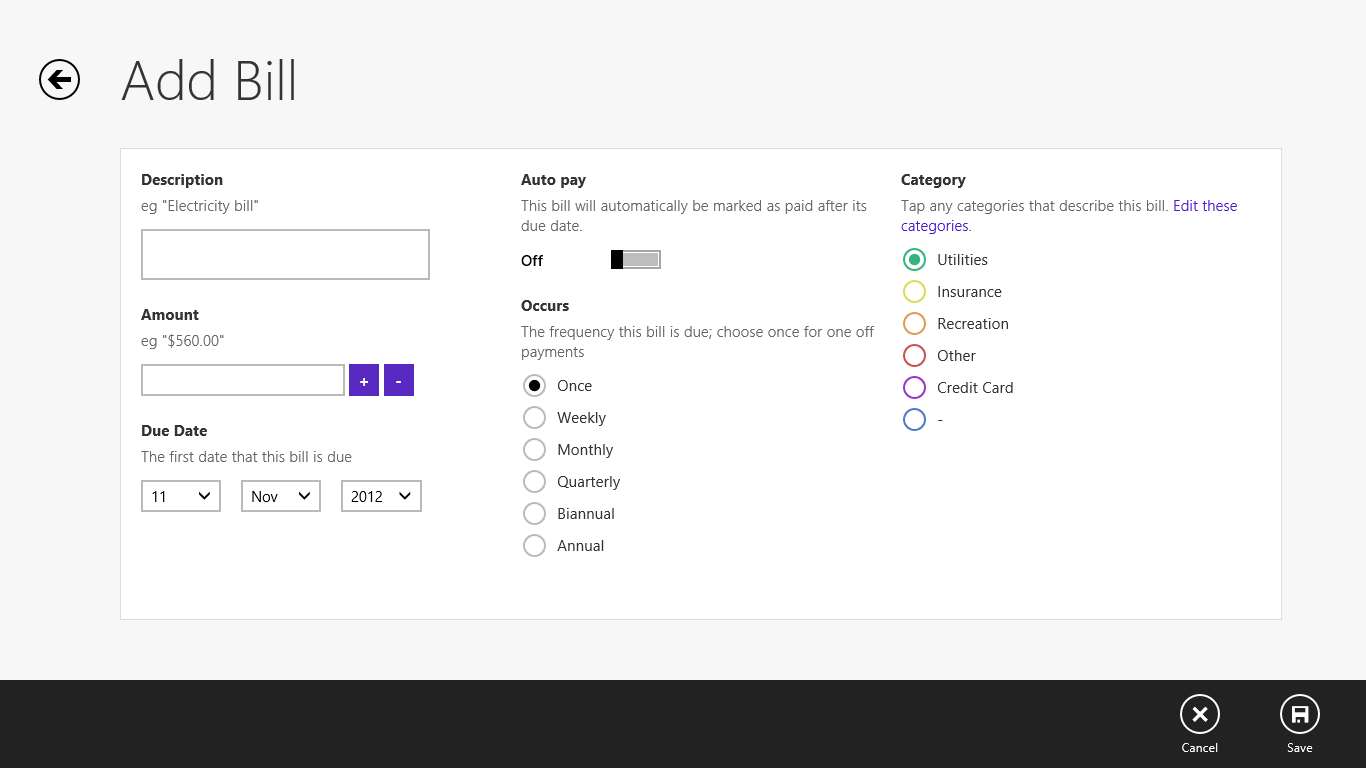 Add Bill
Description
eg "Electricity bill"
Amount
eg "$560.00"
+ -
Due Date
The first date that this bill is due
11 Nov 2012
Auto pay
This bill will automatically be marked as paid after its
due date.
Off
Occurs
The frequency this bill is due; choose once for one off
payments
Once
Weekly
Monthly
Quarterly
Biannual
Annual
Category
Tap any categories that describe this bill. Edit these
categories.
Utilities
Insurance
Recreation
Other
Credit Card
-
Cancel Save